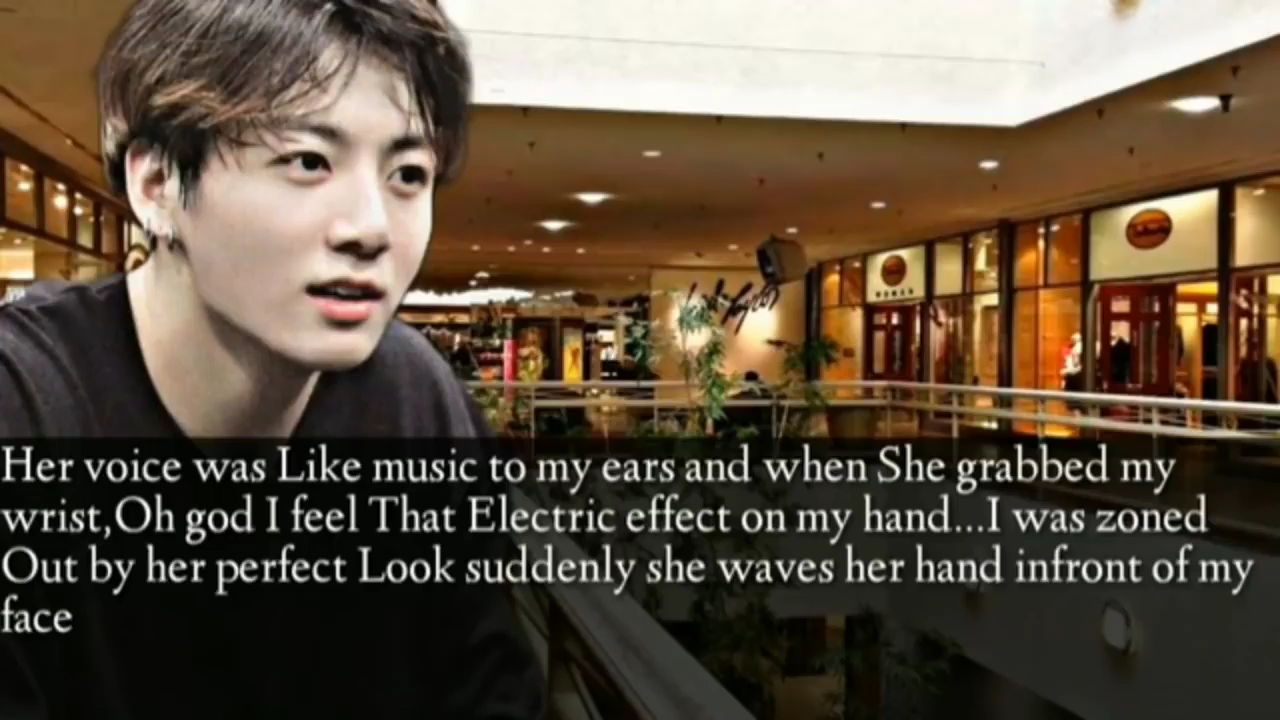 Her voice was Like music to my ears and when She grabbed my
wrist,Oh god I feel That Electric effect on my hand...I was zoned
Out by her perfect Look suddenly she waves her hand infront of my
face